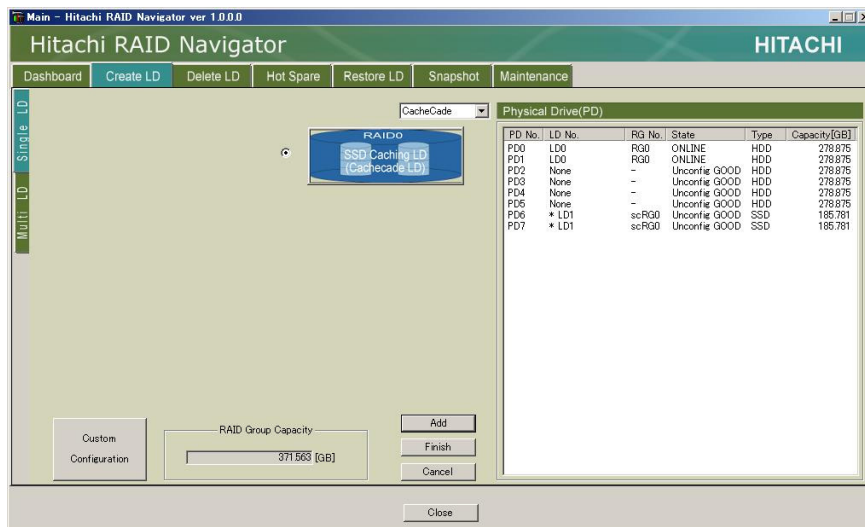 Main - Hitachi RAID Navigator ver 1.0.0.0
Hitachi RAID Navigator
HITACHI
Dashboard Create LD Delete LD Hot Spare Restore LD Snapshot Maintenance
Single LD
Multi LD
CacheCade
RAID0
SSD Caching LD
(Cachecade LD)
Physical Drive(PD)
PD No. LD No. RG No. State Type Capacity[GB]
PD0 LD0 RG0 ONLINE HDD 278.875
PD1 LD0 RG0 ONLINE HDD 278.875
PD2 None - Unconfig GOOD HDD 278.875
PD3 None - Unconfig GOOD HDD 278.875
PD4 None - Unconfig GOOD HDD 278.875
PD5 None - Unconfig GOOD HDD 278.875
PD6 * LD1 scRG0 Unconfig GOOD SSD 185.781
PD7 * LD1 scRG0 Unconfig GOOD SSD 185.781
Custom
Configuration
RAID Group Capacity
371.563 [GB]
Add
Finish
Cancel
Close